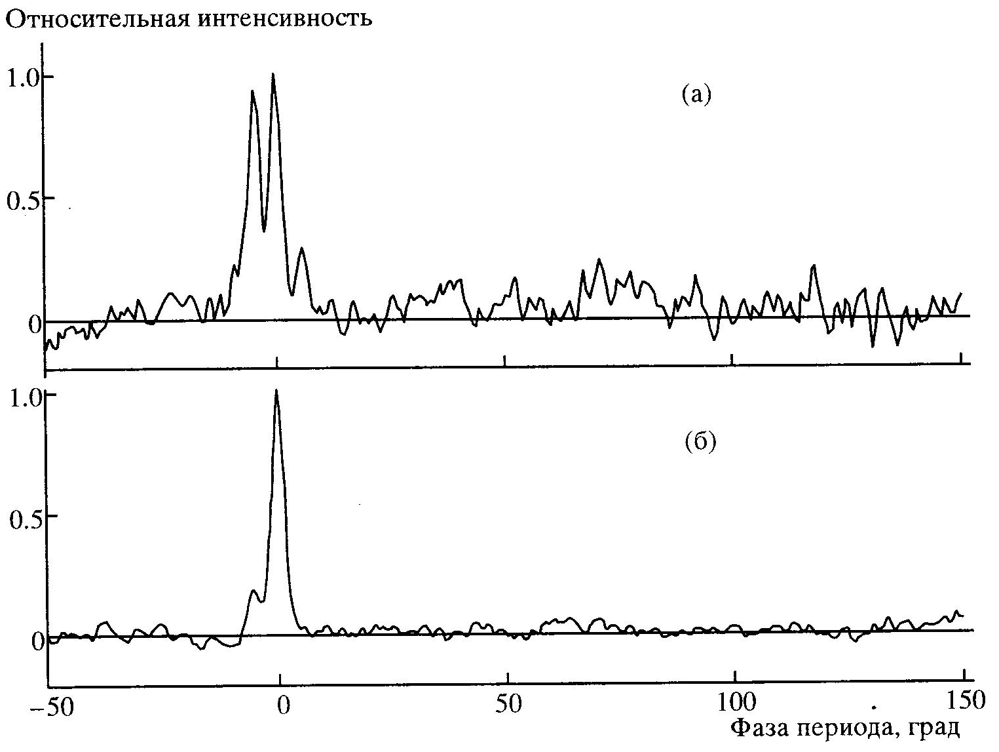 Относительная интенсивность
1.0
(а)
0.5
0
1.0
(б)
0.5
0
−50 0 50 100 150
Фаза периода, град